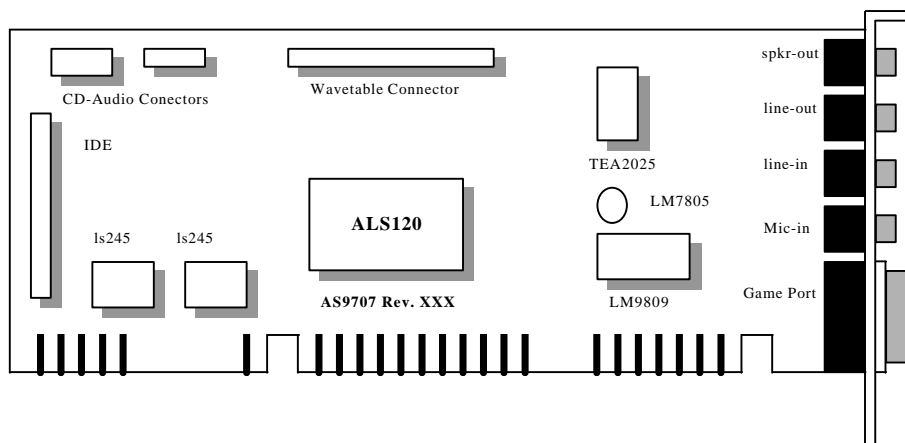 spkr-out
CD-Audio Conectors
Wavetable Connector
line-out
IDE
TEA2025
line-in
LM7805
ALS120
Mic-in
ls245
ls245
Game Port
AS9707 Rev. XXX
LM9809